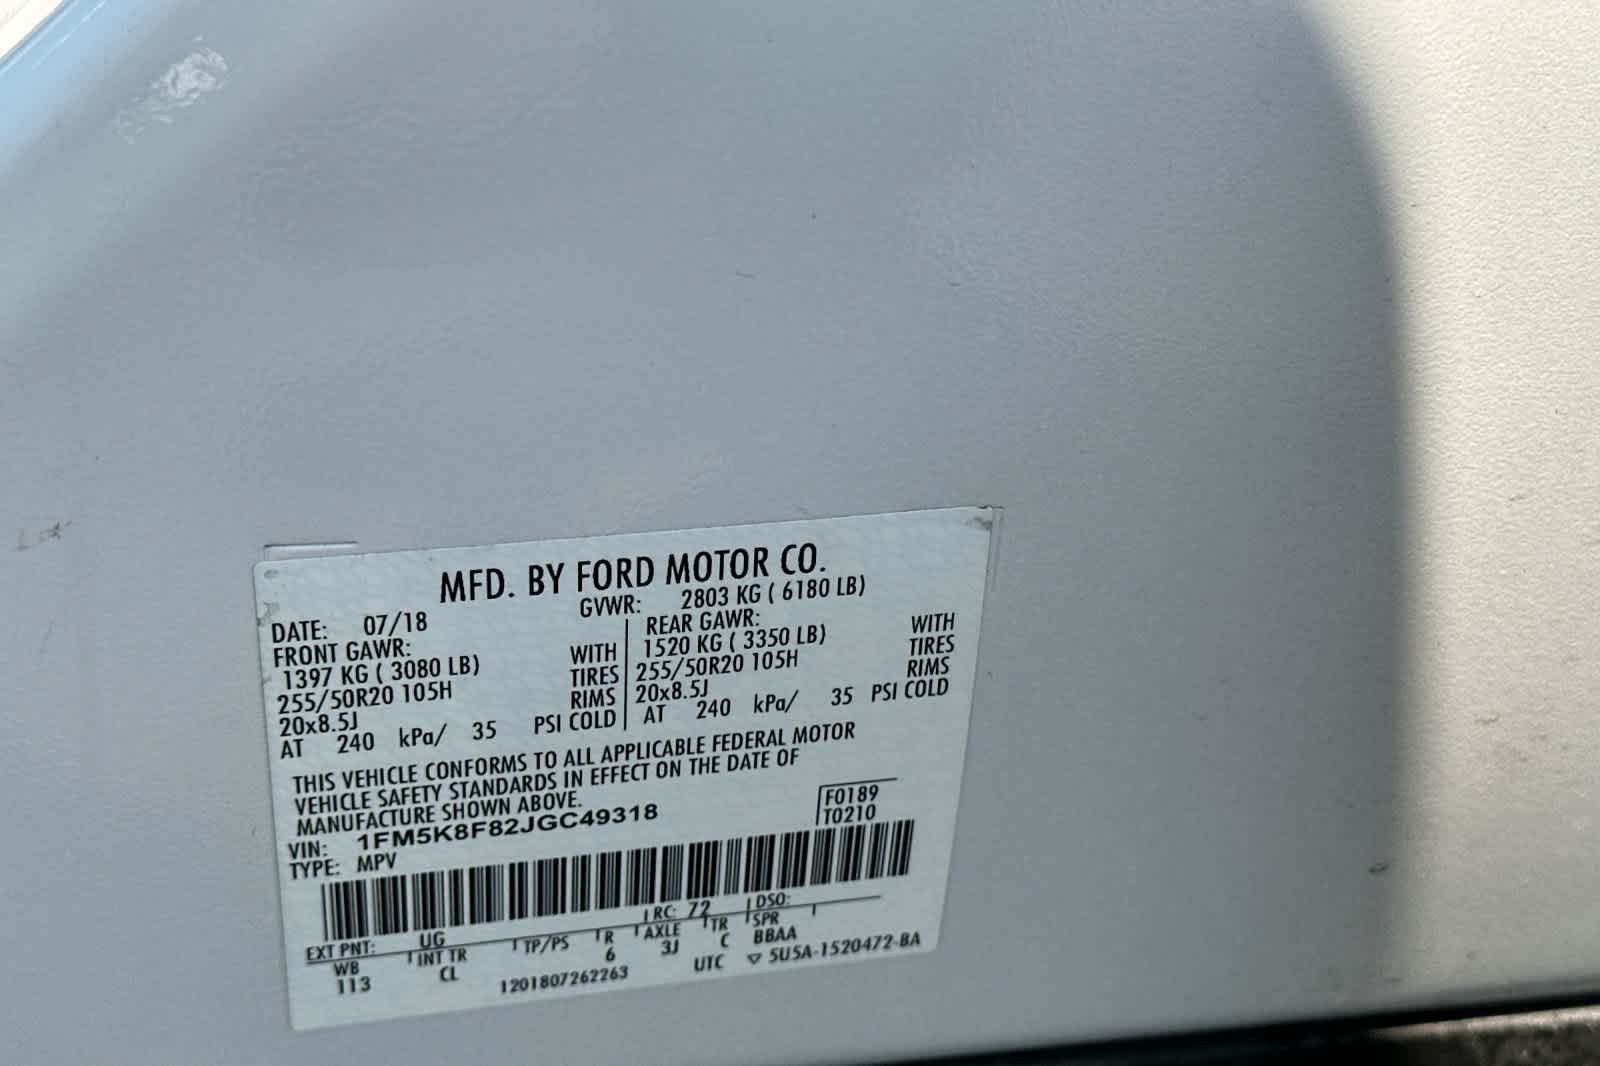 MFD. BY FORD MOTOR CO.
DATE: 07/18 GVWR: 2803 KG ( 6180 LB)
FRONT GAWR: REAR GAWR:
1397 KG ( 3080 LB) WITH 1520 KG ( 3350 LB) WITH
255/50R20 105H TIRES 255/50R20 105H TIRES
20x8.5J RIMS 20x8.5J RIMS
AT 240 kPa/ 35 PSI COLD AT 240 kPa/ 35 PSI COLD
THIS VEHICLE CONFORMS TO ALL APPLICABLE FEDERAL MOTOR
VEHICLE SAFETY STANDARDS IN EFFECT ON THE DATE OF
MANUFACTURE SHOWN ABOVE.
VIN: 1FM5K8F82JGC49318 F0189
TYPE: MPV T0210
EXT PNT: UG RC: 72 DSO:
WB INT TR TP/PS R AXLE TR SPR
113 CL 6 3J C BBAA
1201807262263 UTC ▽ 5U5A-1520472-BA